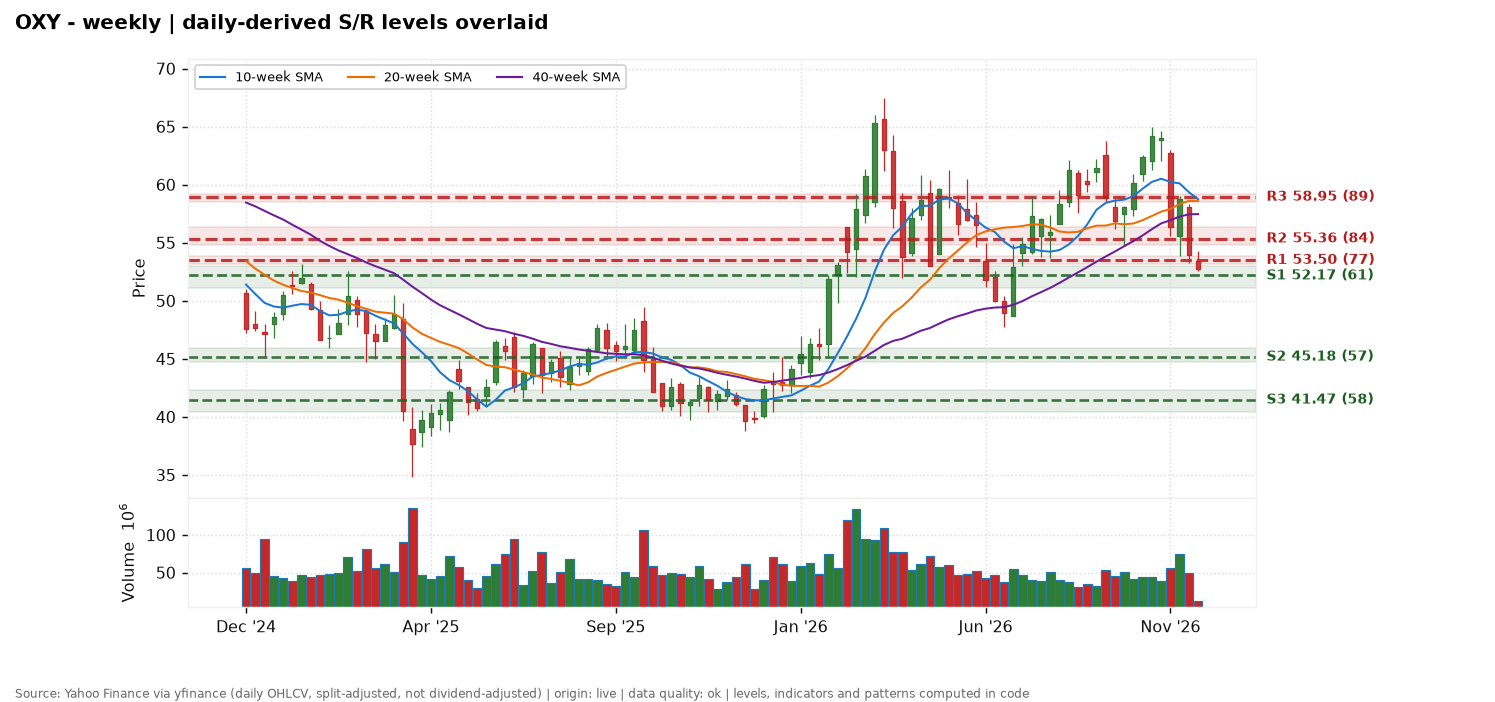 OXY - weekly | daily-derived S/R levels overlaid
10-week SMA 20-week SMA 40-week SMA
70
65
60
55
50
45
40
35
Price
R3 58.95 (89)
R2 55.36 (84)
R1 53.50 (77)
S1 52.17 (61)
S2 45.18 (57)
S3 41.47 (58)
100
50
Volume 10⁶
Dec '24 Apr '25 Sep '25 Jan '26 Jun '26 Nov '26
Source: Yahoo Finance via yfinance (daily OHLCV, split-adjusted, not dividend-adjusted) | origin: live | data quality: ok | levels, indicators and patterns computed in code